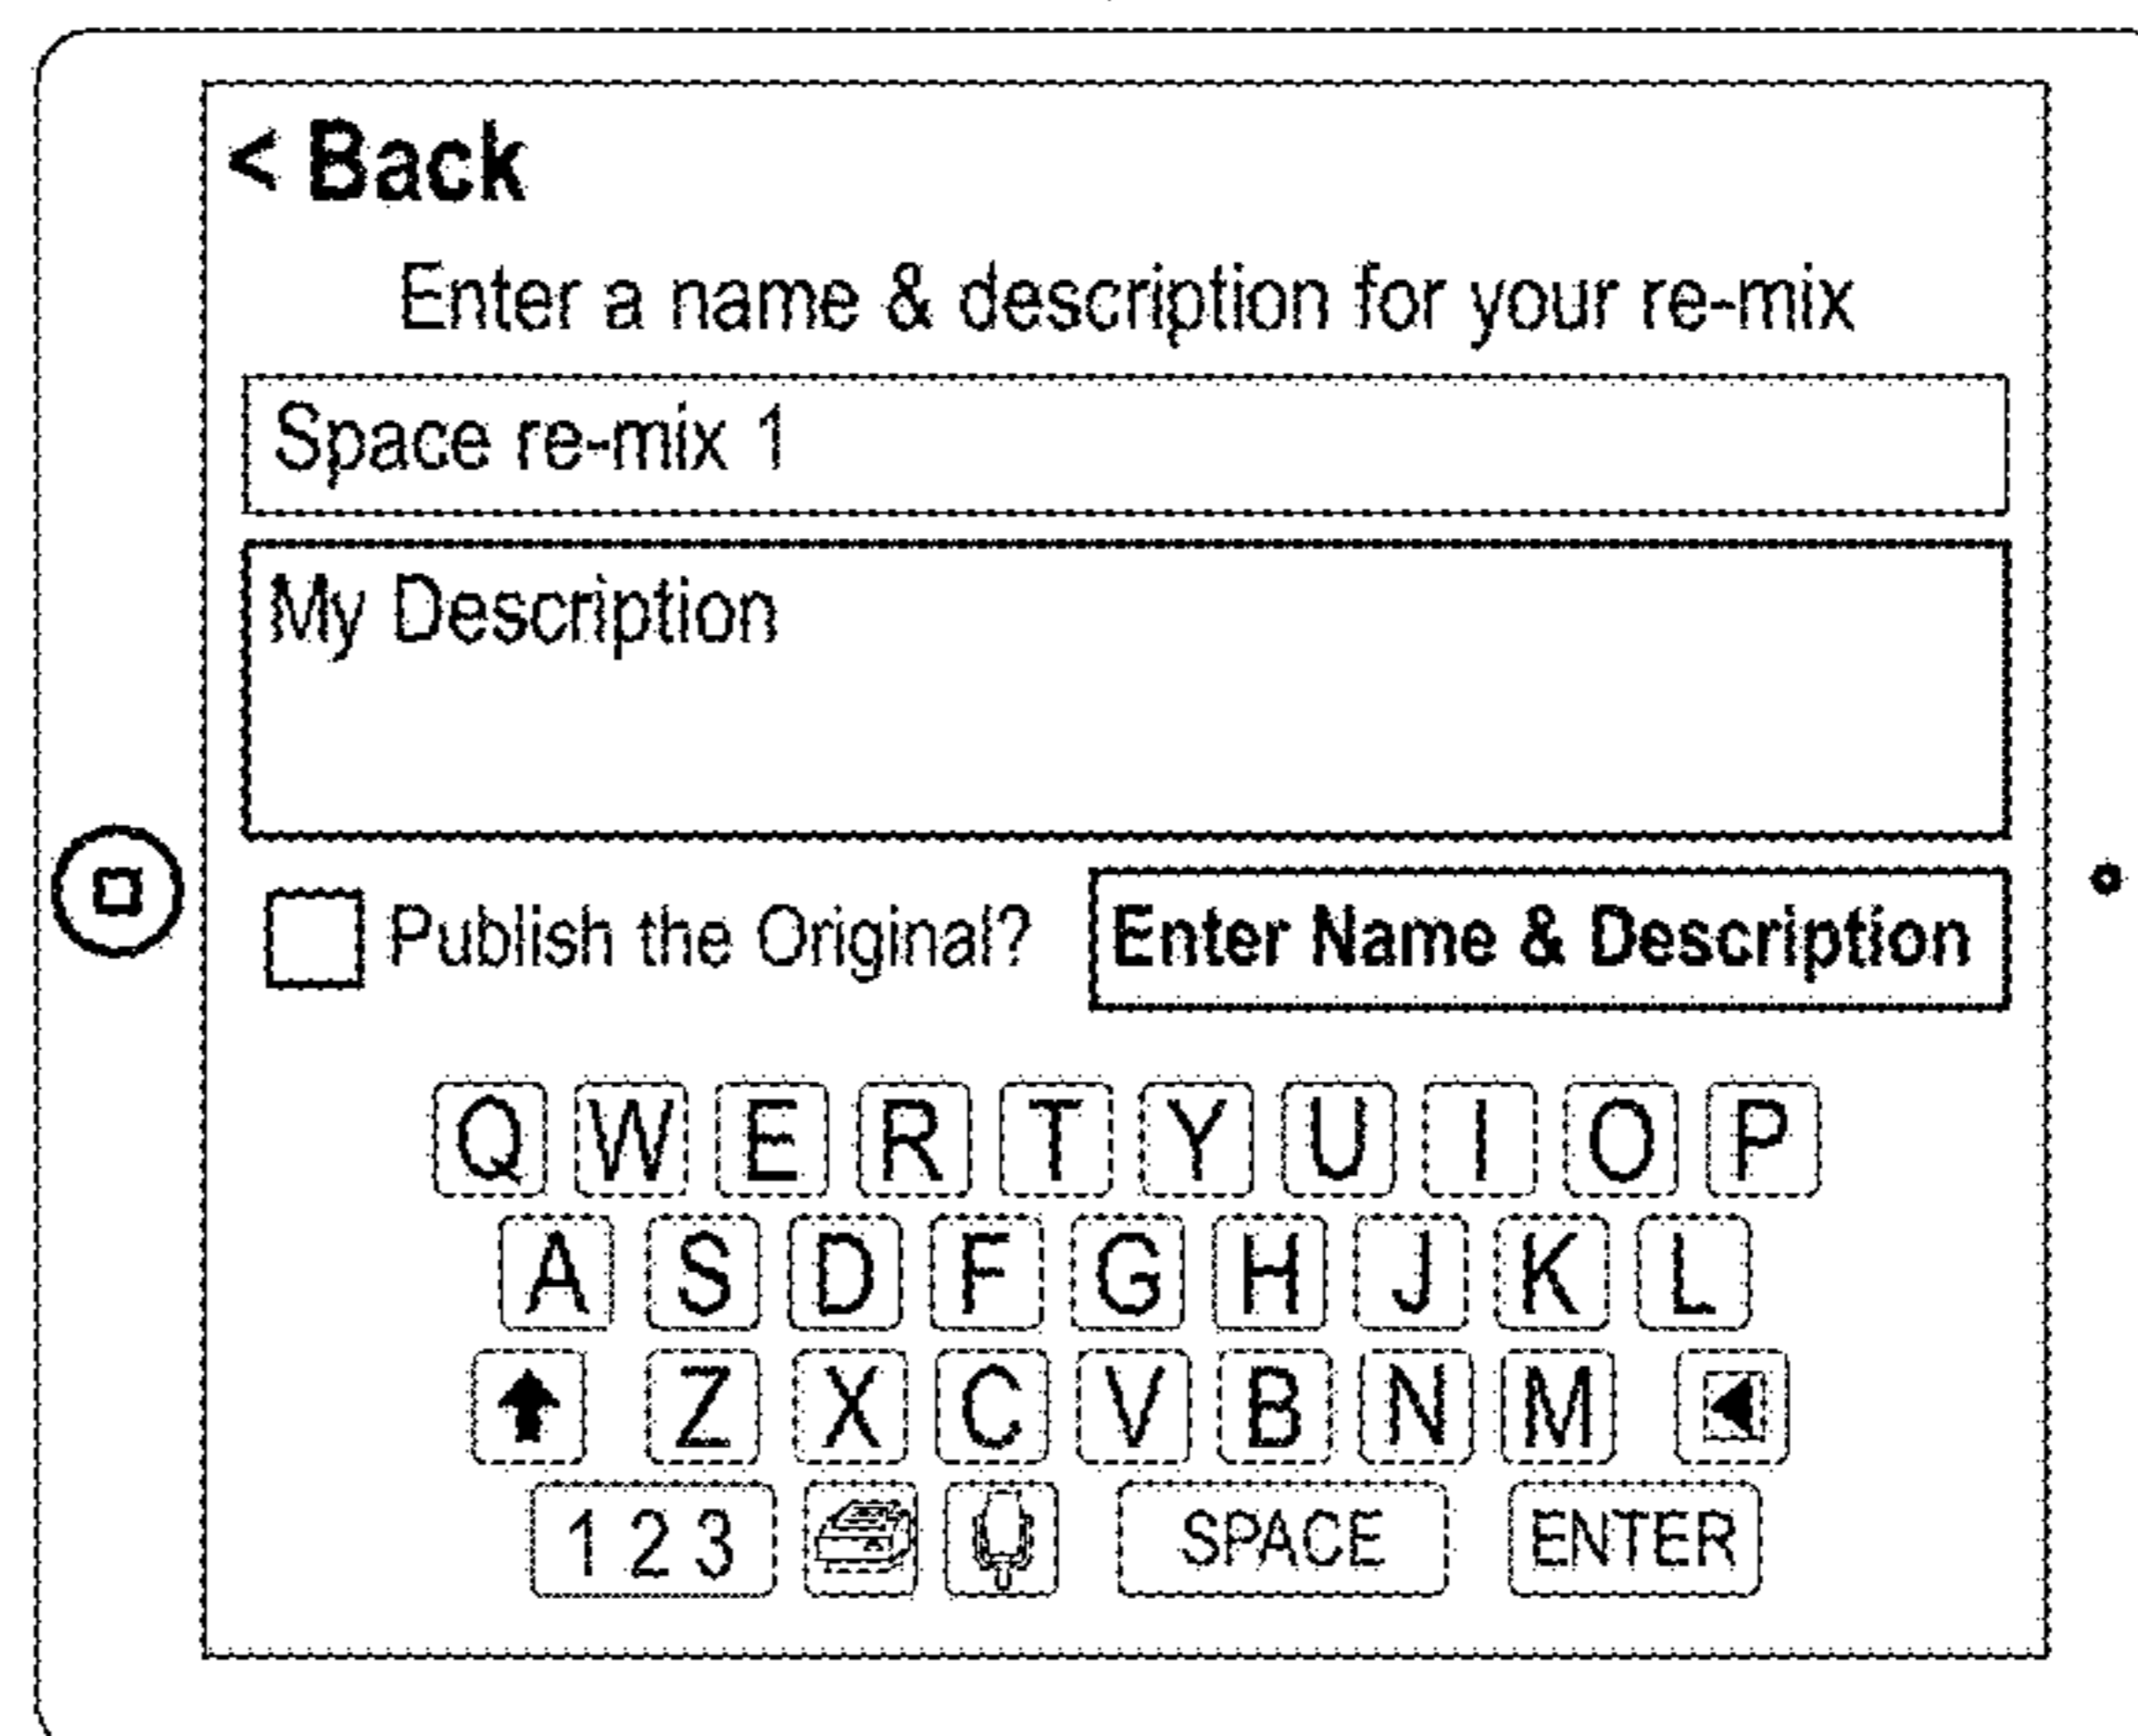 < Back
Enter a name & description for your re-mix
Space re-mix 1
My Description
Publish the Original? Enter Name & Description
Q W E R T Y U I O P
A S D F G H J K L
Z X C V B N M
1 2 3 SPACE ENTER